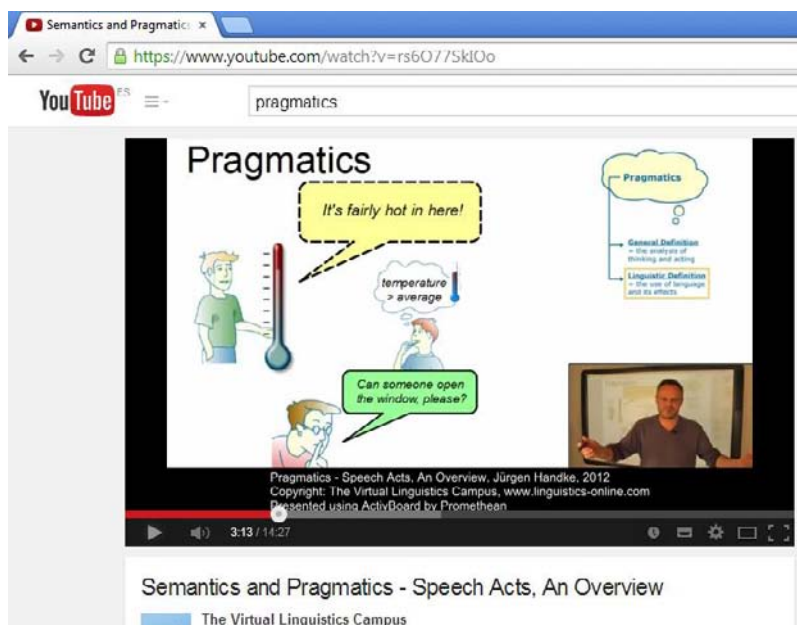 Semantics and Pragmatic
https://www.youtube.com/watch?v=rs6O77SkIOo
YouTube ES
pragmatics
Pragmatics
It's fairly hot in here!
temperature
> average
Can someone open
the window, please?
Pragmatics
General Definition
= the analysis of
thinking and acting
Linguistic Definition
= the use of language
and its effects
Pragmatics - Speech Acts, An Overview, Jürgen Handke, 2012
Copyright: The Virtual Linguistics Campus, www.linguistics-online.com
Presented using ActivBoard by Promethean
3:13 / 14:27
Semantics and Pragmatics - Speech Acts, An Overview
The Virtual Linguistics Campus